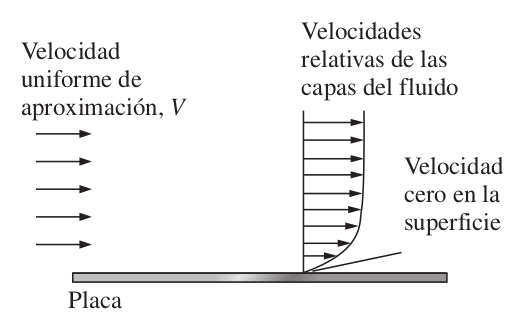 Velocidad
uniforme de
aproximación, V
Velocidades
relativas de las
capas del fluido
Velocidad
cero en la
superficie
Placa